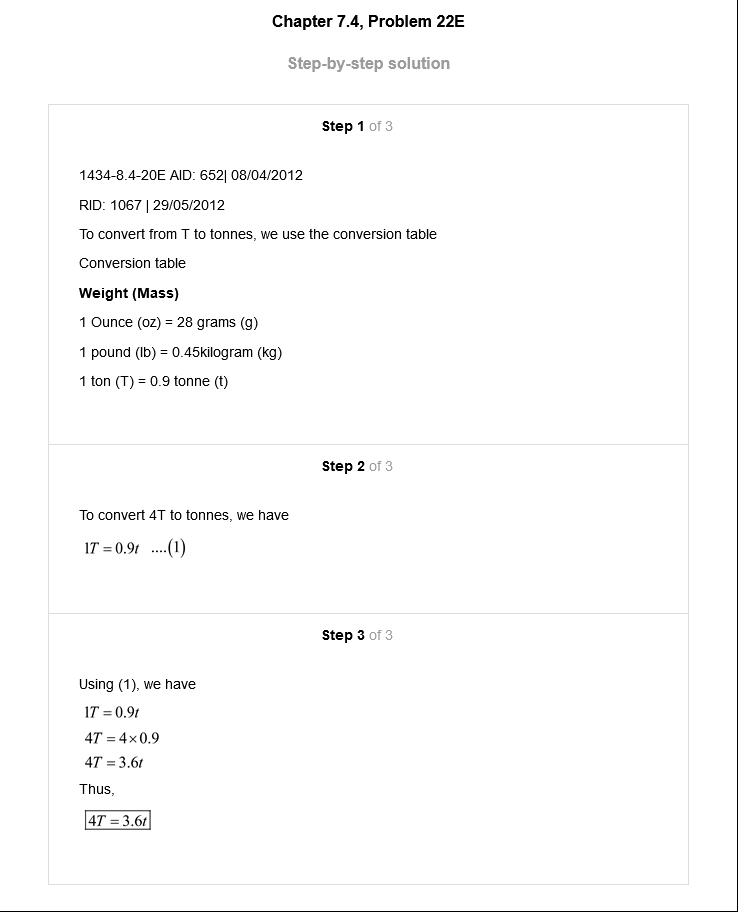 Chapter 7.4, Problem 22E
Step-by-step solution
Step 1 of 3
1434-8.4-20E AID: 652| 08/04/2012
RID: 1067 | 29/05/2012
To convert from T to tonnes, we use the conversion table
Conversion table
Weight (Mass)
1 Ounce (oz) = 28 grams (g)
1 pound (lb) = 0.45kilogram (kg)
1 ton (T) = 0.9 tonne (t)
Step 2 of 3
To convert 4T to tonnes, we have
1T = 0.9t ....(1)
Step 3 of 3
Using (1), we have
1T = 0.9t
4T = 4×0.9
4T = 3.6t
Thus,
4T = 3.6t